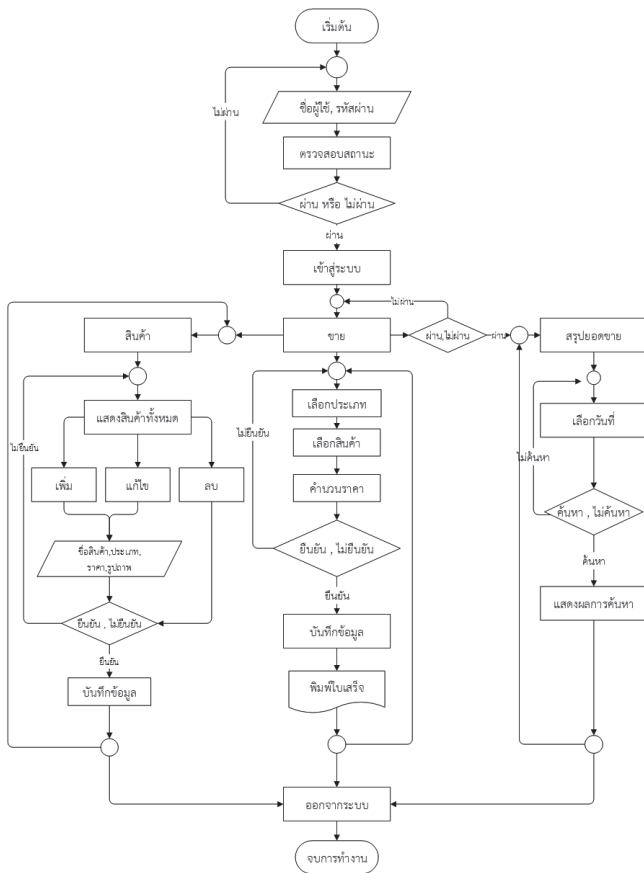 เริ่มต้น
ไม่ผ่าน
ชื่อผู้ใช้, รหัสผ่าน
ตรวจสอบสถานะ
ผ่าน หรือ ไม่ผ่าน
ผ่าน
เข้าสู่ระบบ
ไม่ผ่าน
สินค้า
ขาย
ผ่าน,ไม่ผ่าน
ผ่าน
สรุปยอดขาย
ไม่ยืนยัน
แสดงสินค้าทั้งหมด
เพิ่ม
แก้ไข
ลบ
ชื่อสินค้า,ประเภท,
ราคา,รูปภาพ
ยืนยัน , ไม่ยืนยัน
ยืนยัน
บันทึกข้อมูล
ไม่ยืนยัน
เลือกประเภท
เลือกสินค้า
คำนวนราคา
ยืนยัน , ไม่ยืนยัน
ยืนยัน
บันทึกข้อมูล
พิมพ์ใบเสร็จ
เลือกวันที่
ไม่ค้นหา
ค้นหา , ไม่ค้นหา
ค้นหา
แสดงผลการค้นหา
ออกจากระบบ
จบการทำงาน